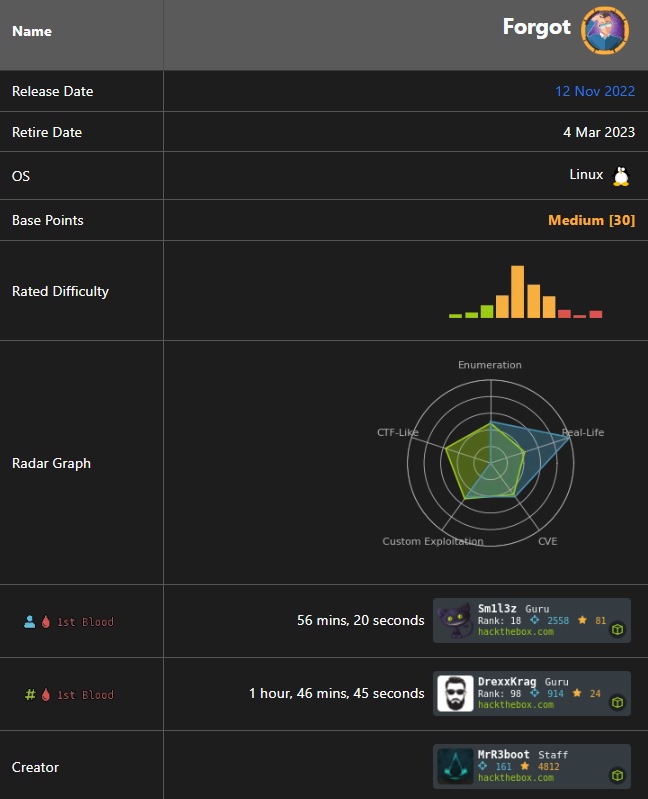 Name Forgot
Release Date 12 Nov 2022
Retire Date 4 Mar 2023
OS Linux
Base Points Medium [30]
Rated Difficulty
Radar Graph
Enumeration
CTF-Like Real-Life
Custom Exploitation CVE
1st Blood 56 mins, 20 seconds
Sm1l3z Guru
Rank: 18 2558 81
hackthebox.com
# 1st Blood 1 hour, 46 mins, 45 seconds
DrexxKrag Guru
Rank: 98 914 24
hackthebox.com
Creator
MrR3boot Staff
161 4812
hackthebox.com